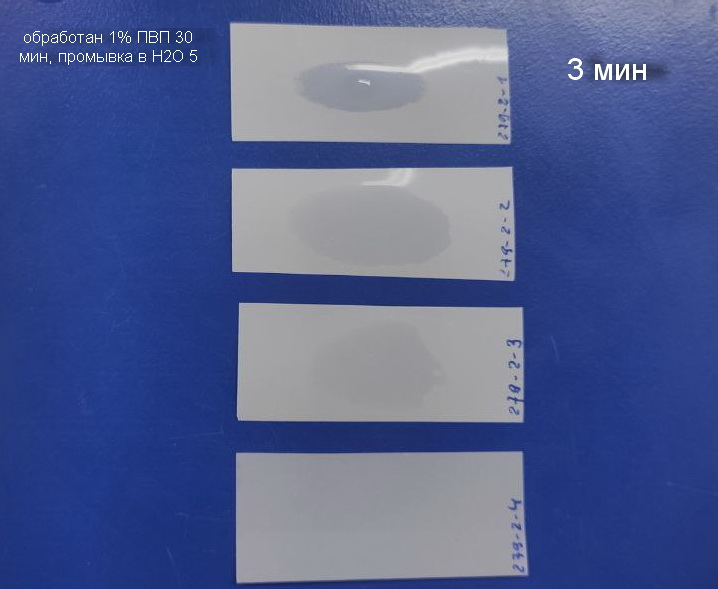 обработан 1% ПВП 30
мин, промывка в H2O 5
3 мин
279-2-1
279-2-2
279-2-3
279-2-4